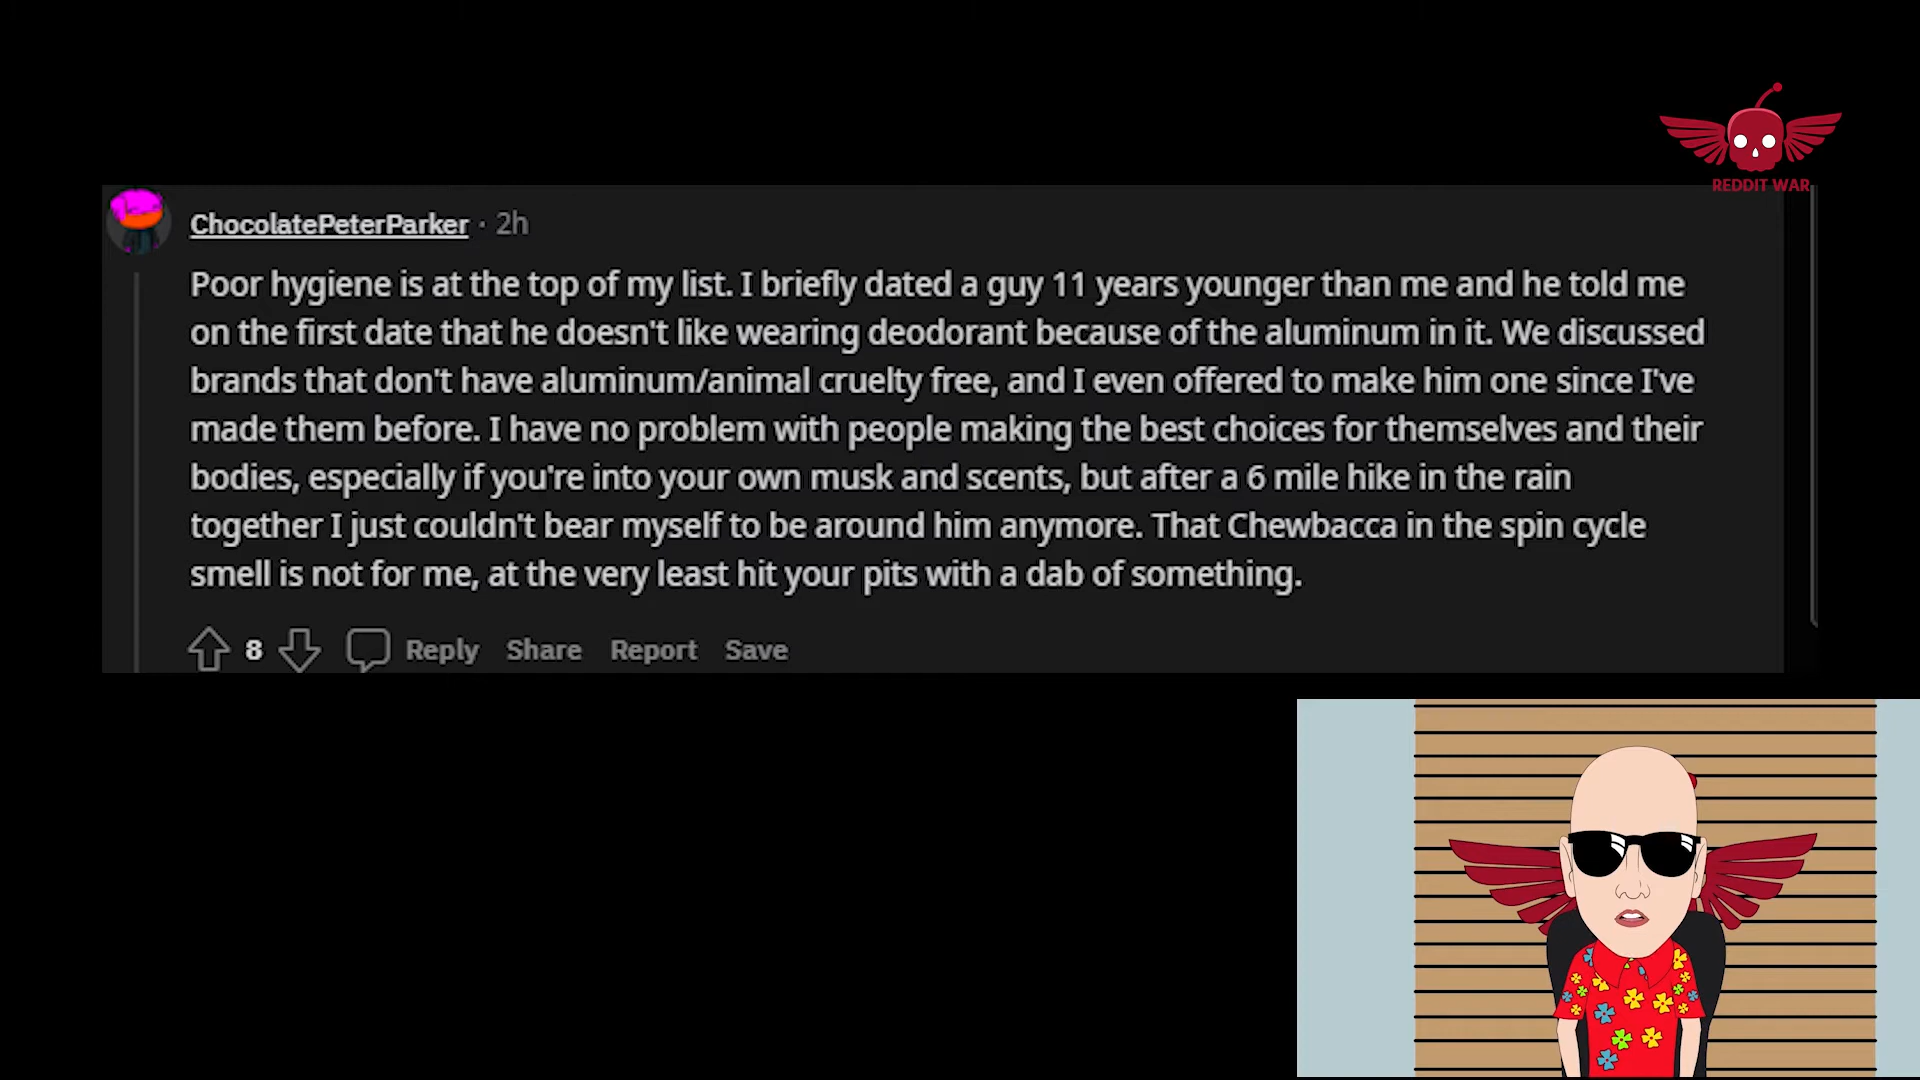 REDDIT WAR
ChocolatePeterParker · 2h
Poor hygiene is at the top of my list. I briefly dated a guy 11 years younger than me and he told me
on the first date that he doesn't like wearing deodorant because of the aluminum in it. We discussed
brands that don't have aluminum/animal cruelty free, and I even offered to make him one since I've
made them before. I have no problem with people making the best choices for themselves and their
bodies, especially if you're into your own musk and scents, but after a 6 mile hike in the rain
together I just couldn't bear myself to be around him anymore. That Chewbacca in the spin cycle
smell is not for me, at the very least hit your pits with a dab of something.
8 Reply Share Report Save